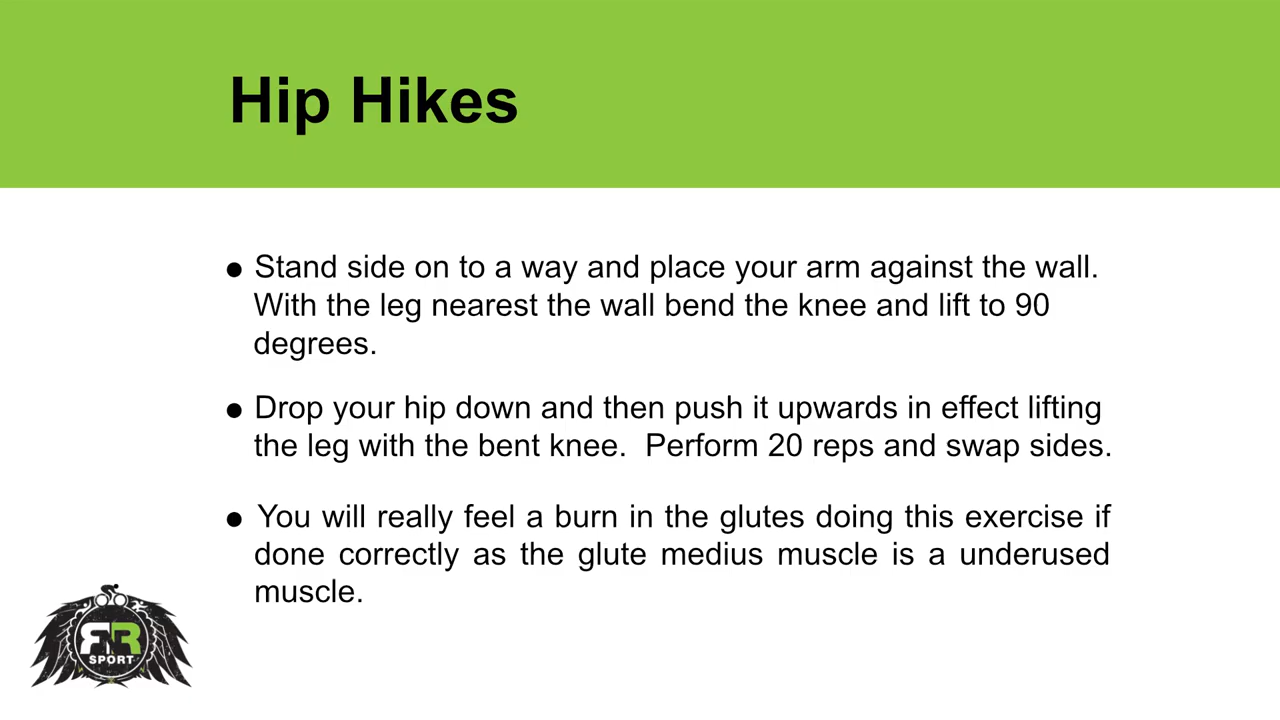 Hip Hikes
● Stand side on to a way and place your arm against the wall.
With the leg nearest the wall bend the knee and lift to 90
degrees.
● Drop your hip down and then push it upwards in effect lifting
the leg with the bent knee.  Perform 20 reps and swap sides.
● You will really feel a burn in the glutes doing this exercise if
done correctly as the glute medius muscle is a underused
muscle.
RNR
SPORT